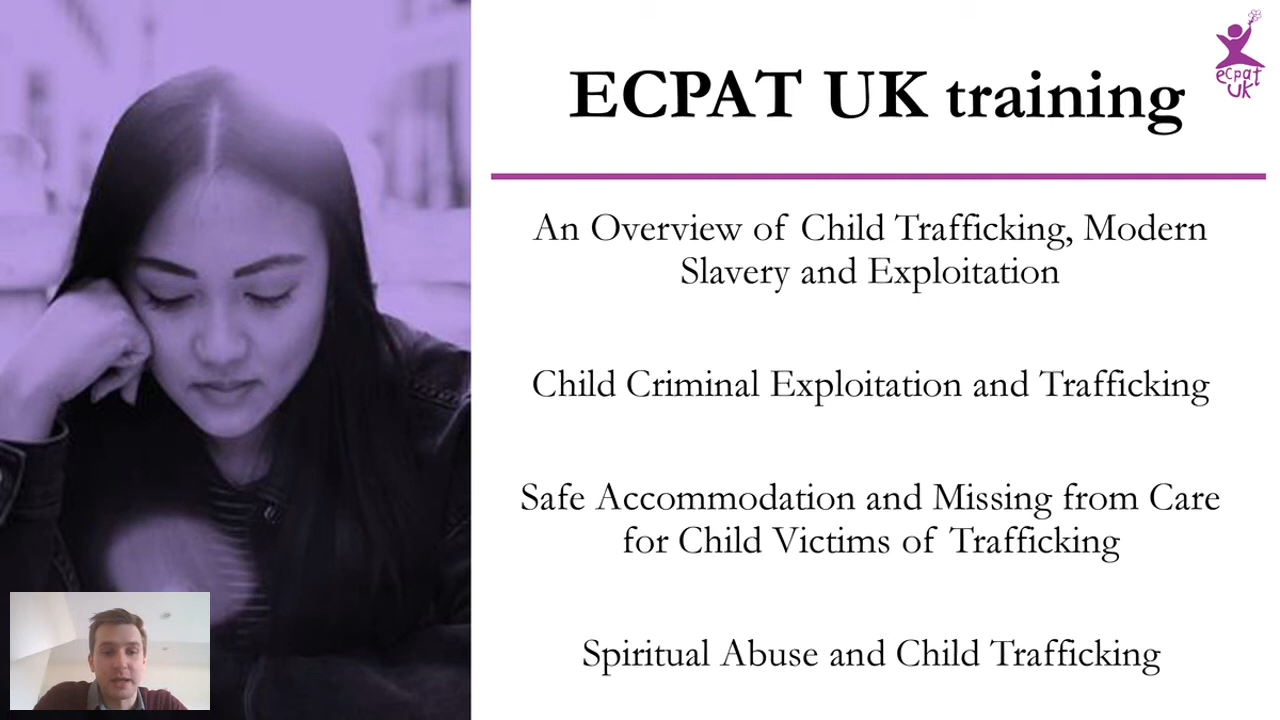 ECPAT UK training
ecpat
UK
An Overview of Child Trafficking, Modern
Slavery and Exploitation
Child Criminal Exploitation and Trafficking
Safe Accommodation and Missing from Care
for Child Victims of Trafficking
Spiritual Abuse and Child Trafficking